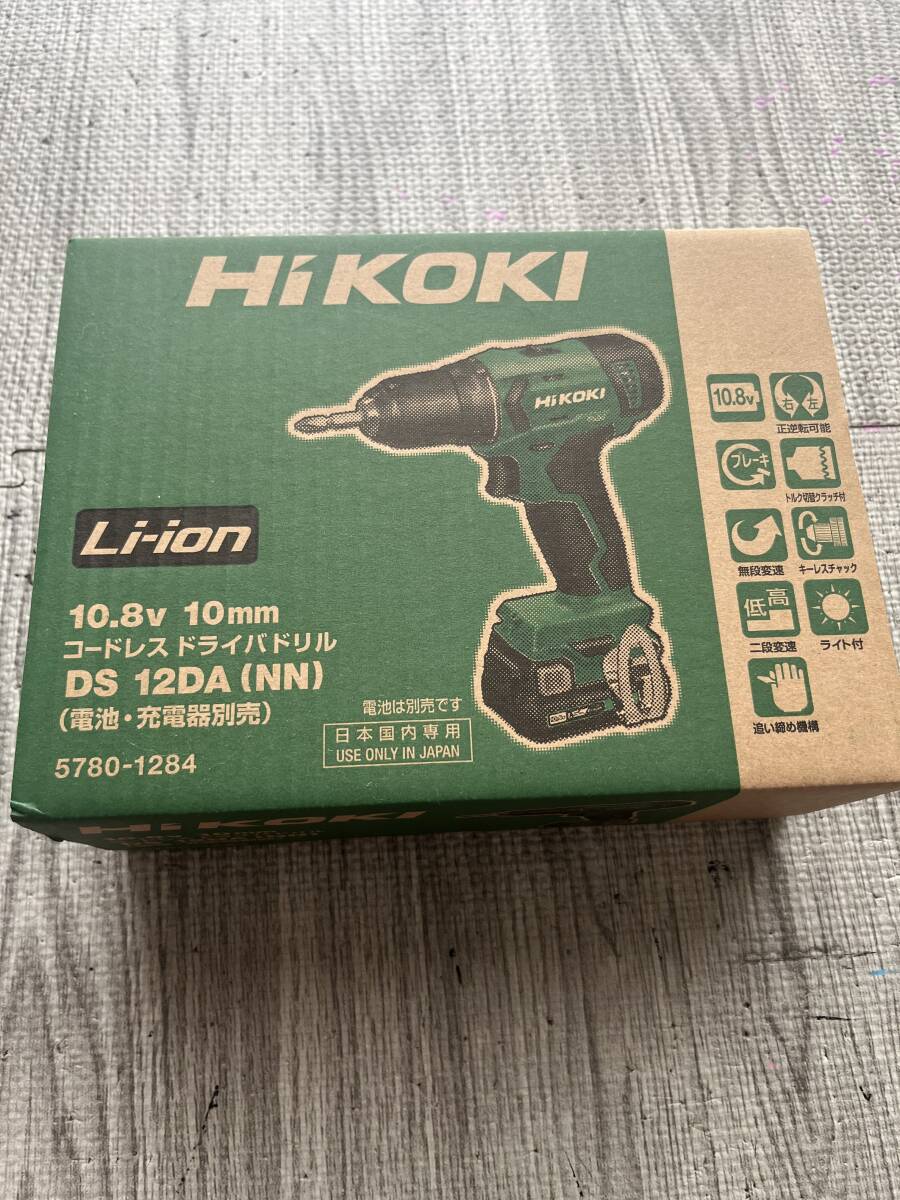 HiKOKI
HiKOKI
Li-ion
10.8v 10mm
コードレス ドライバドリル
DS 12DA (NN)
(電池・充電器別売)
5780-1284
電池は別売です
日本国内専用
USE ONLY IN JAPAN
10.8v
右 左
正逆転可能
ブレーキ
トルク切替クラッチ付
無段変速
キーレスチャック
低 高
二段変速
ライト付
追い締め機構
HiKOKI